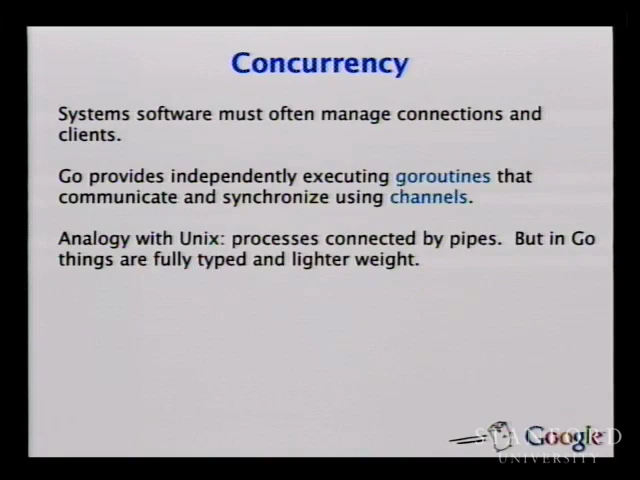 Concurrency
Systems software must often manage connections and
clients.
Go provides independently executing goroutines that
communicate and synchronize using channels.
Analogy with Unix: processes connected by pipes.  But in Go
things are fully typed and lighter weight.
Google
STANFORD
UNIVERSITY